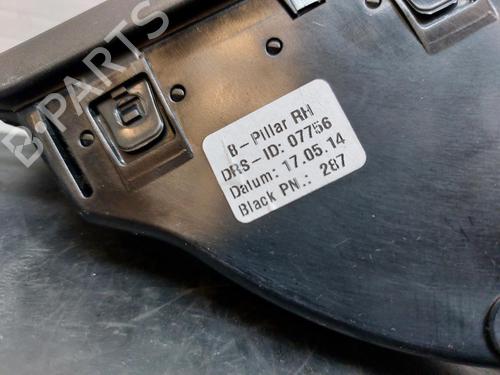 B-PARTS
B-Pillar RH
DRS-ID: 07756
Datum: 17.05.14
Black PN.: 287